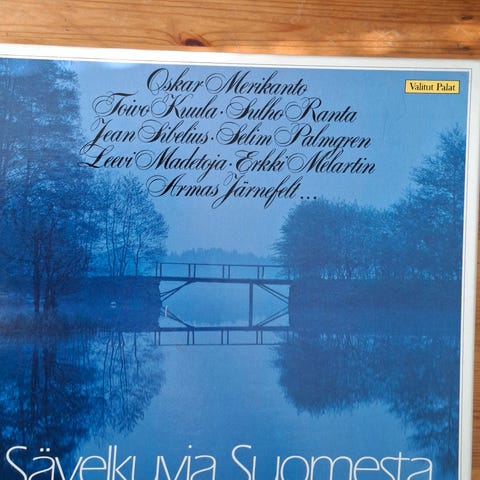 Oskar Merikanto
Toivo Kuula · Sulho Ranta
Jean Sibelius · Selim Palmgren
Leevi Madetoja · Erkki Melartin
Armas Järnefelt ...
Valitut Palat
Sävelkuvia Suomesta